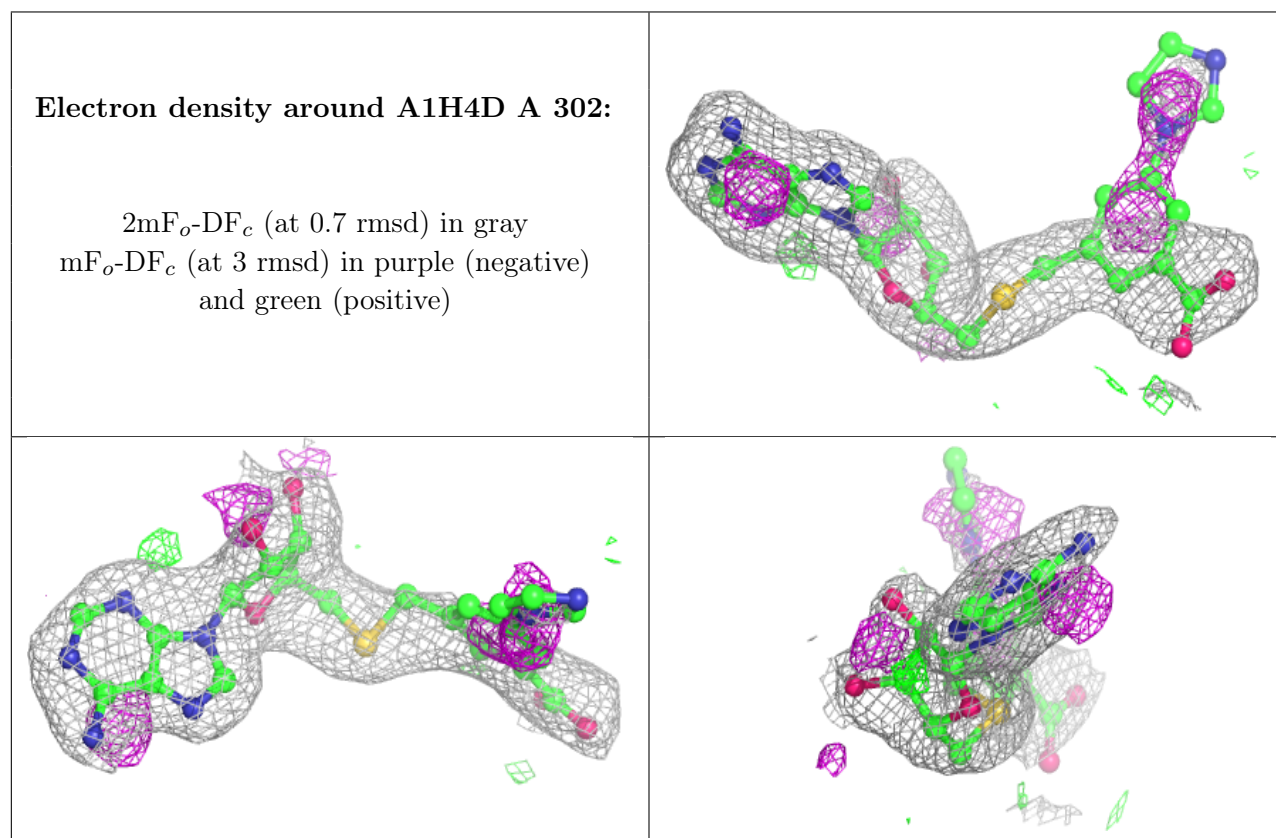 Electron density around A1H4D A 302:
2mFo-DFc (at 0.7 rmsd) in gray
mFo-DFc (at 3 rmsd) in purple (negative)
and green (positive)